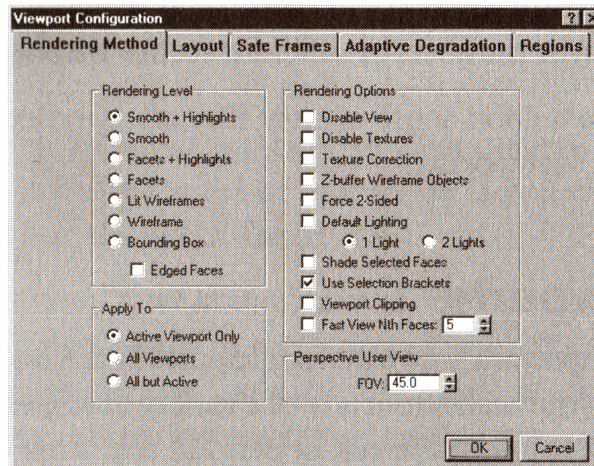 Viewport Configuration
Rendering Method Layout Safe Frames Adaptive Degradation Regions
Rendering Level
Smooth + Highlights
Smooth
Facets + Highlights
Facets
Lit Wireframes
Wireframe
Bounding Box
Edged Faces
Apply To
Active Viewport Only
All Viewports
All but Active
Rendering Options
Disable View
Disable Textures
Texture Correction
Z-buffer Wireframe Objects
Force 2-Sided
Default Lighting
1 Light 2 Lights
Shade Selected Faces
Use Selection Brackets
Viewport Clipping
Fast View Nth Faces: 5
Perspective User View
FOV: 45.0
OK Cancel